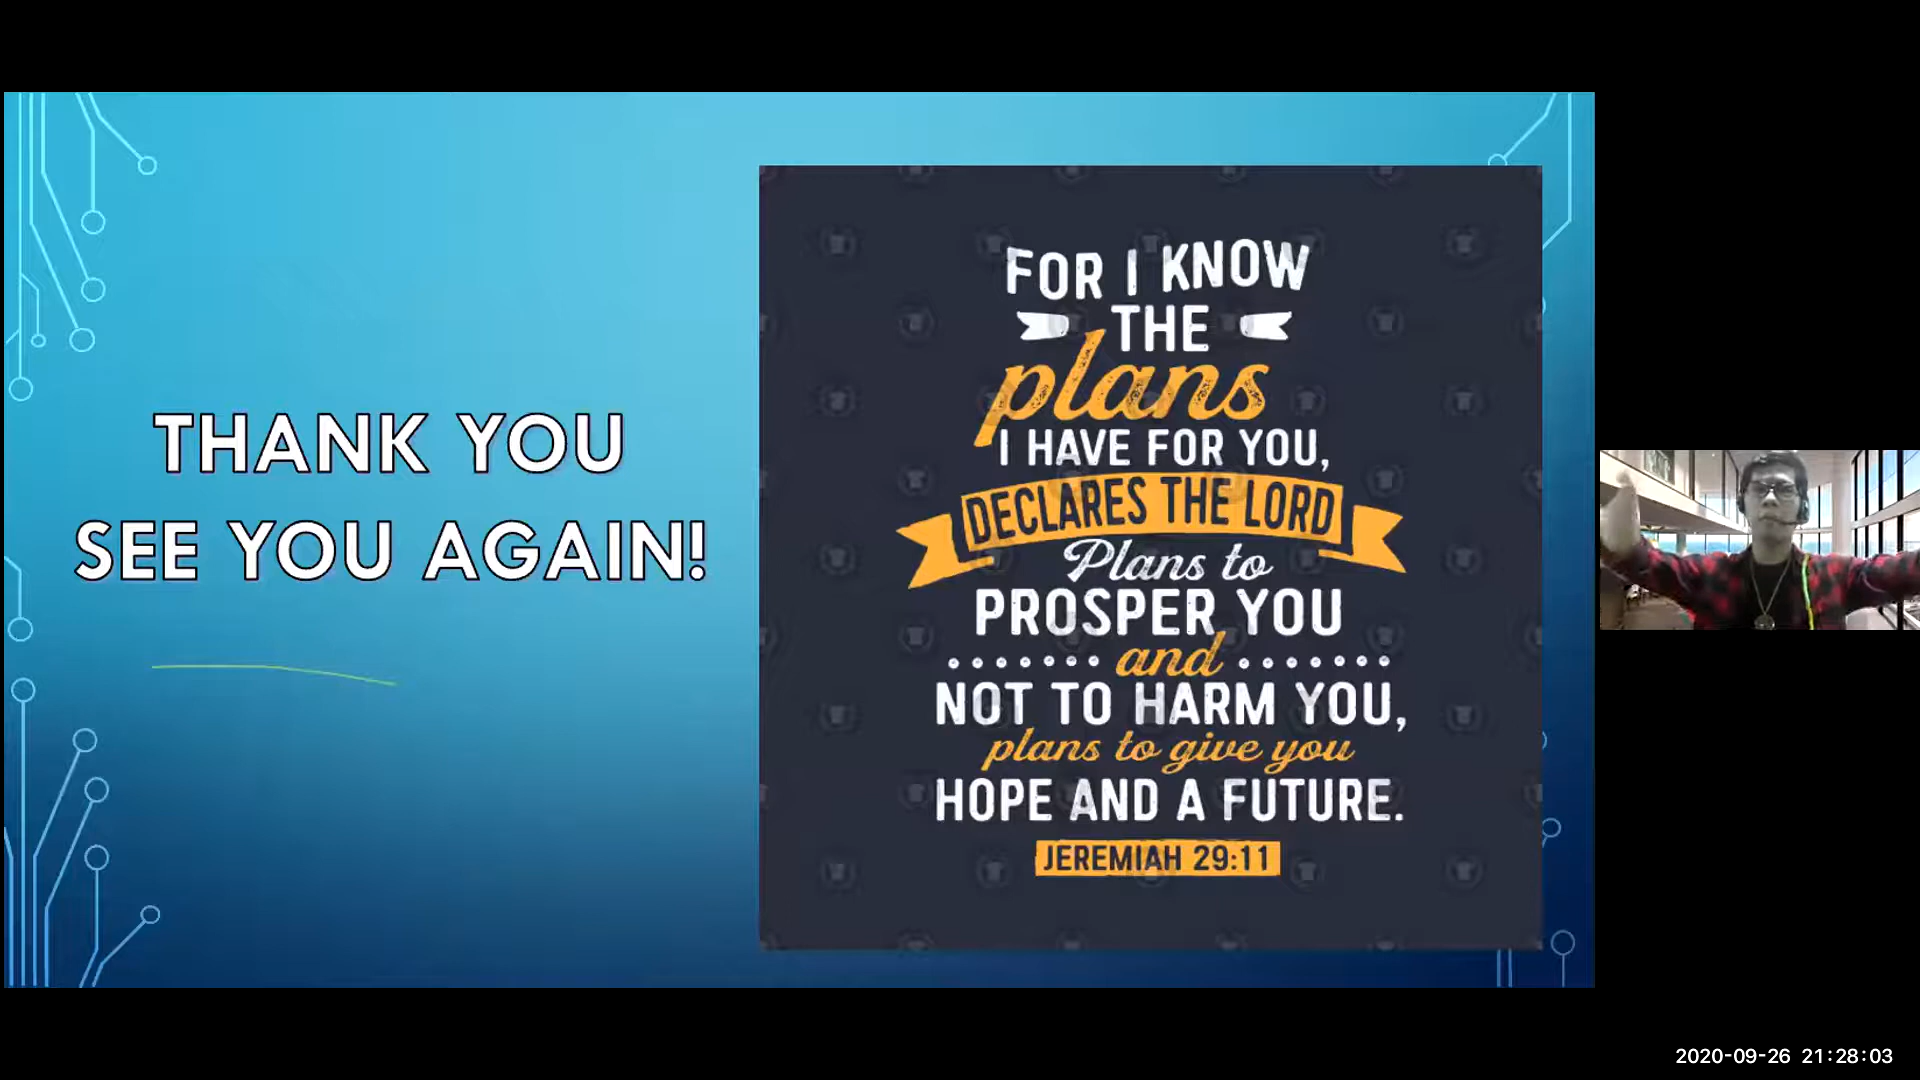 THANK YOU
SEE YOU AGAIN!
FOR I KNOW
THE
plans
I HAVE FOR YOU,
DECLARES THE LORD
Plans to
PROSPER YOU
and
NOT TO HARM YOU,
plans to give you
HOPE AND A FUTURE.
JEREMIAH 29:11
2020-09-26 21:28:03